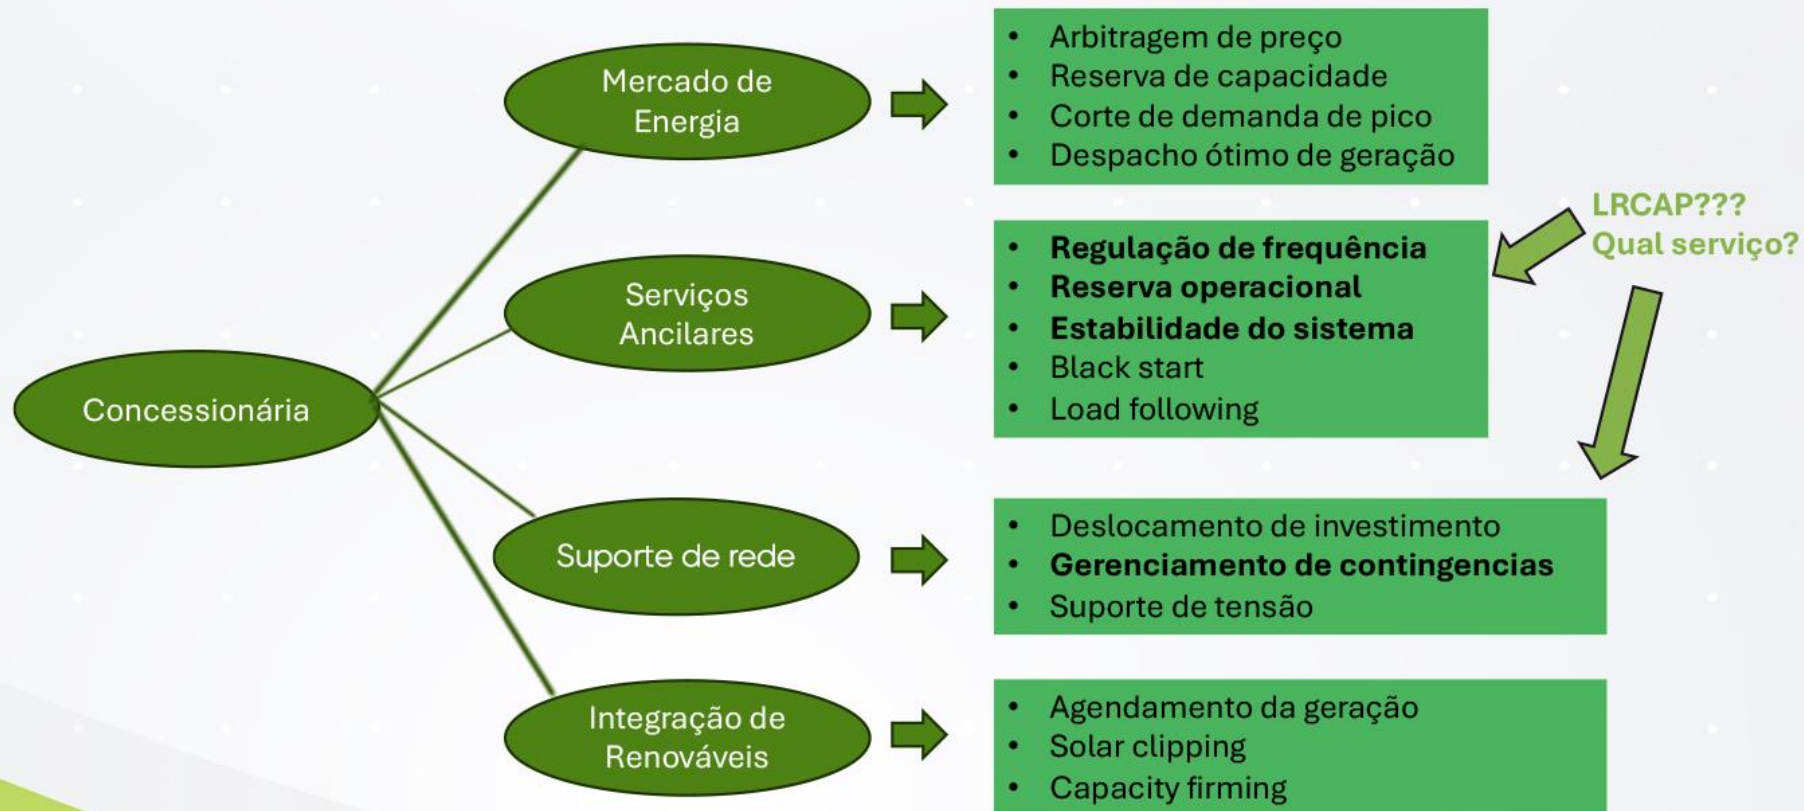 Concessionária
Mercado de
Energia
• Arbitragem de preço
• Reserva de capacidade
• Corte de demanda de pico
• Despacho ótimo de geração
Serviços
Ancilares
• Regulação de frequência
• Reserva operacional
• Estabilidade do sistema
• Black start
• Load following
LRCAP???
Qual serviço?
Suporte de rede
• Deslocamento de investimento
• Gerenciamento de contingencias
• Suporte de tensão
Integração de
Renováveis
• Agendamento da geração
• Solar clipping
• Capacity firming